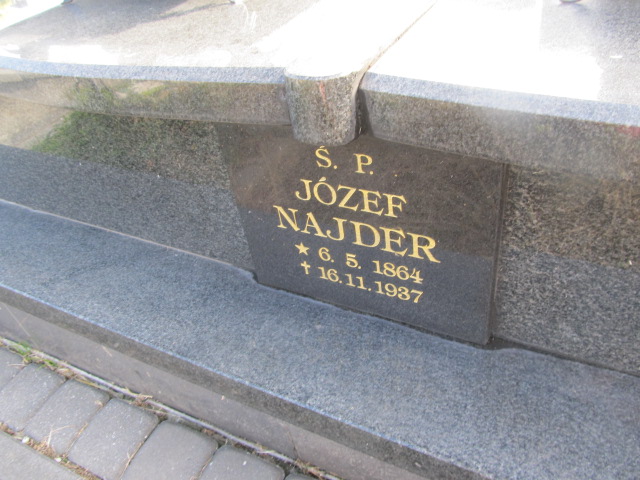 Ś. P.
JÓZEF
NAJDER
★ 6. 5. 1864
✝ 16.11.1937